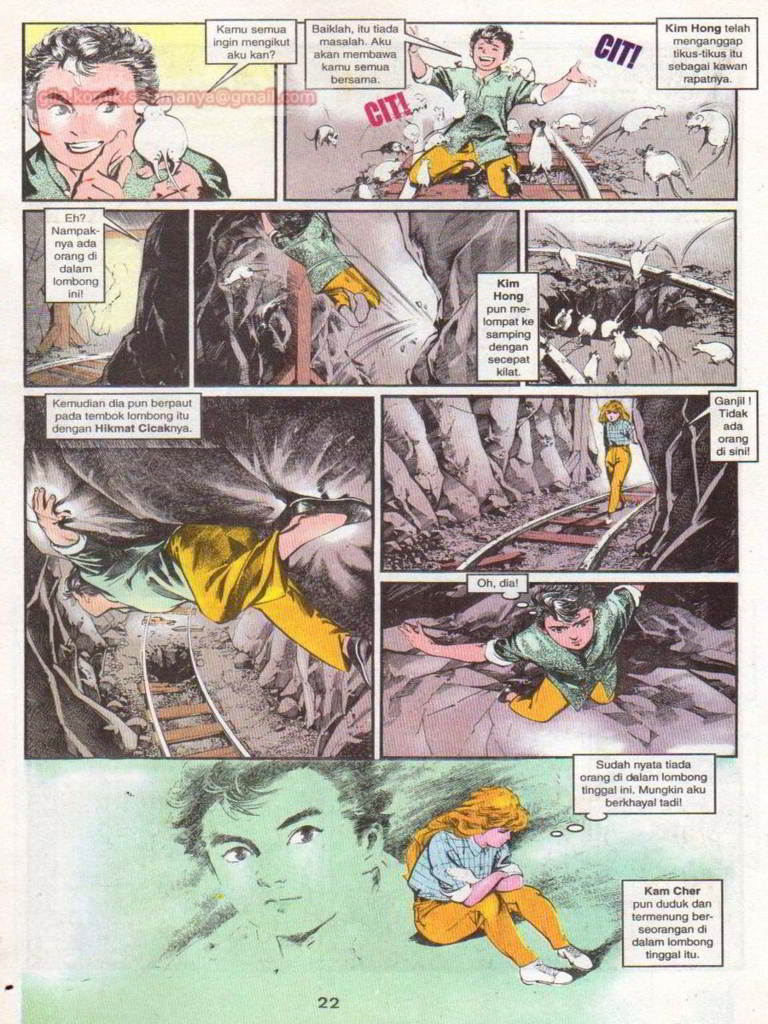 Kamu semua
ingin mengikut
aku kan?
Baiklah, itu tiada
masalah. Aku
akan membawa
kamu semua
bersama.
CIT!
CIT!
Kim Hong telah
menganggap
tikus-tikus itu
sebagai kawan
rapatnya.
Eh?
Nampak-
nya ada
orang di
dalam
lombong
ini!
Kim
Hong
pun me-
lompat ke
samping
dengan
secepat
kilat.
Kemudian dia pun berpaut
pada tembok lombong itu
dengan Hikmat Cicaknya.
Ganjil !
Tidak
ada
orang
di sini!
Oh, dia!
Sudah nyata tiada
orang di dalam lombong
tinggal ini. Mungkin aku
berkhayal tadi!
Kam Cher
pun duduk dan
termenung ber-
seorangan di
dalam lombong
tinggal itu.
22